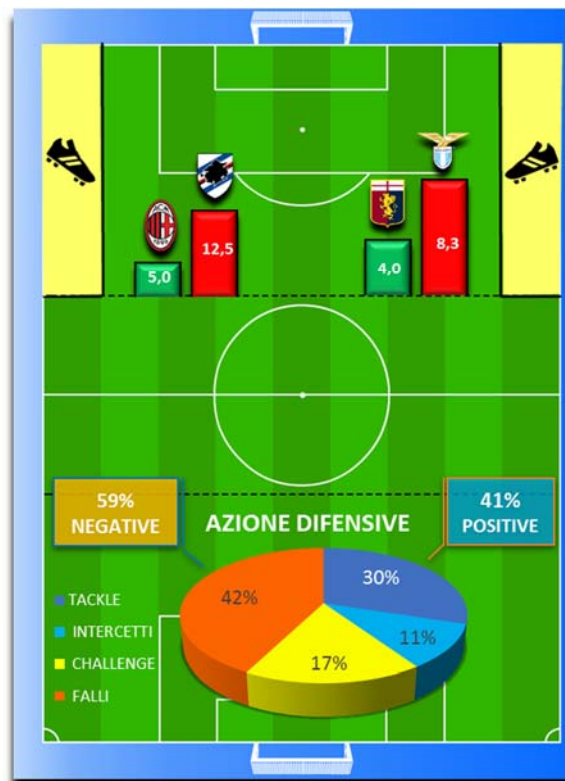 5,0
12,5
4,0
8,3
59%
NEGATIVE
AZIONE DIFENSIVE
41%
POSITIVE
30%
42%
11%
17%
TACKLE
INTERCETTI
CHALLENGE
FALLI